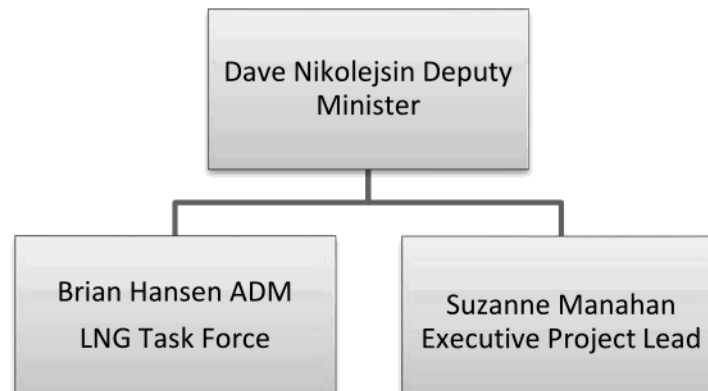 Dave Nikolejsin Deputy
Minister
Brian Hansen ADM
LNG Task Force
Suzanne Manahan
Executive Project Lead